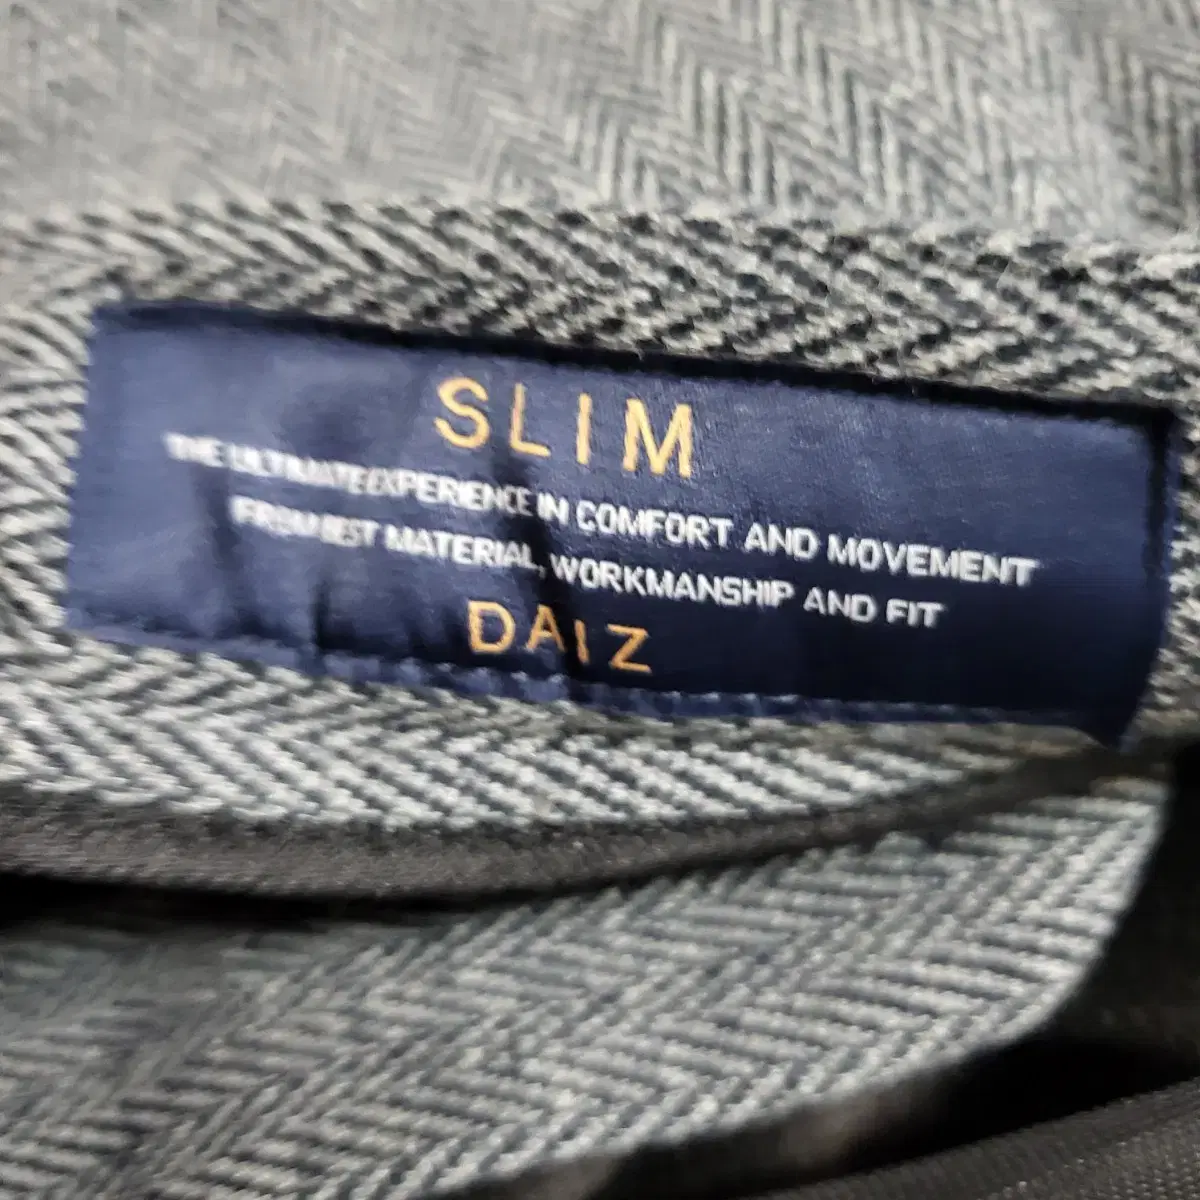 SLIM
THE ULTIMATE EXPERIENCE IN COMFORT AND MOVEMENT
FROM BEST MATERIAL, WORKMANSHIP AND FIT
DAIZ